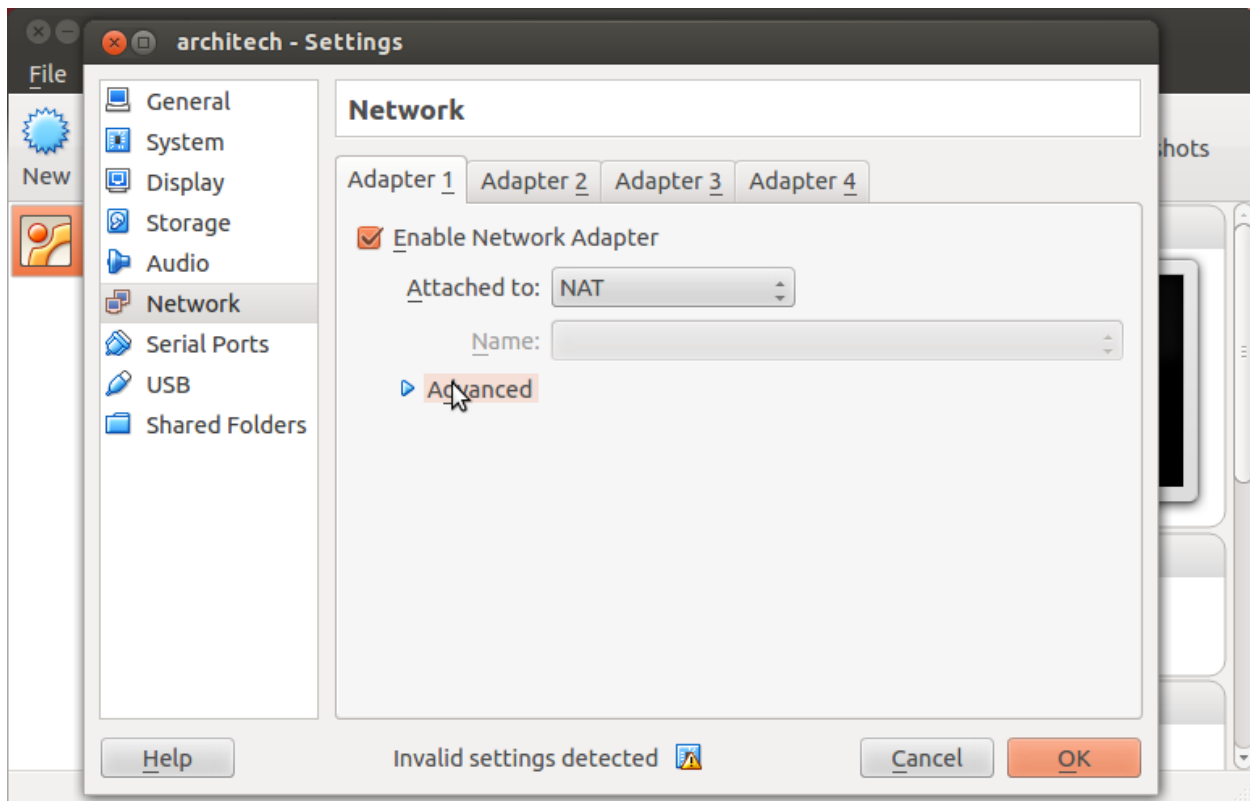 architech - Settings
File
New
shots
General
System
Display
Storage
Audio
Network
Serial Ports
USB
Shared Folders
Network
Adapter 1 Adapter 2 Adapter 3 Adapter 4
Enable Network Adapter
Attached to: NAT
Name:
Advanced
Help Invalid settings detected Cancel OK